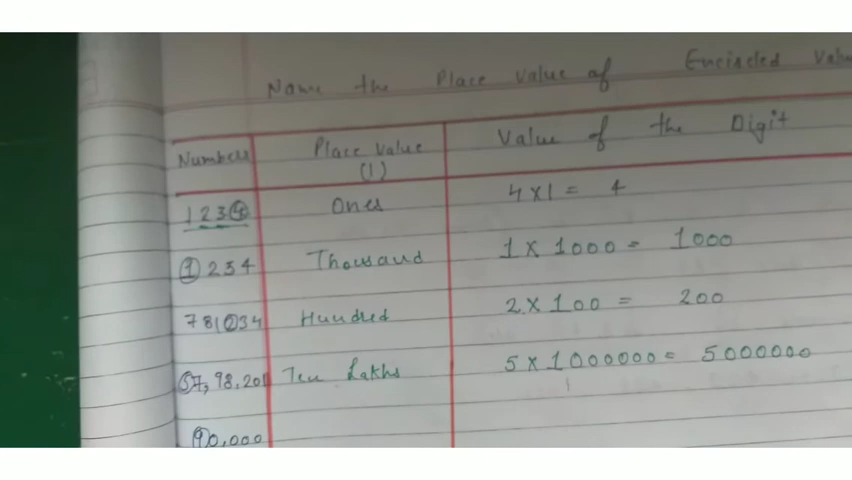 Name the Place Value of Encircled Valu
Numbers Place Value (1) Value of the Digit
1234 Ones 4 x 1 = 4
1234 Thousand 1 x 1000 = 1000
781234 Hundred 2 x 100 = 200
57,98,201 Ten Lakhs 5 x 1000000 = 5000000
90,000